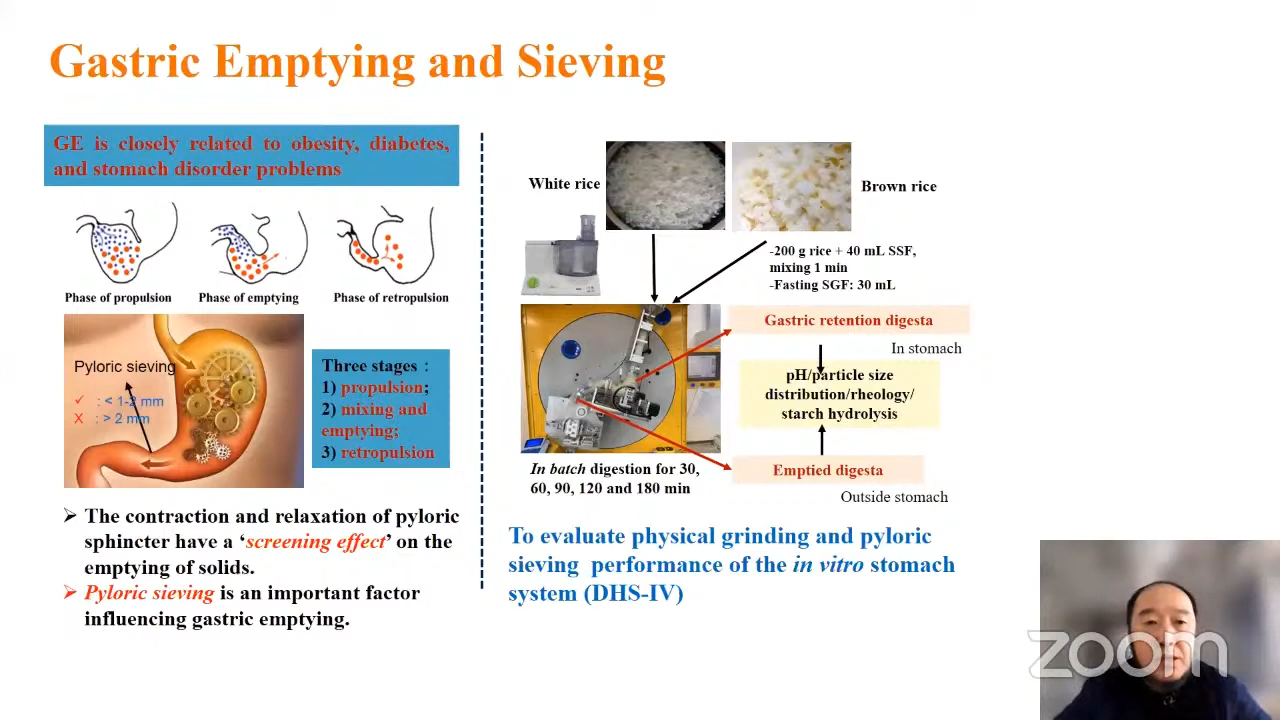 Gastric Emptying and Sieving
GE is closely related to obesity, diabetes,
and stomach disorder problems
Phase of propulsion
Phase of emptying
Phase of retropulsion
Pyloric sieving
✓ : < 1-2 mm
X : > 2 mm
Three stages :
1) propulsion;
2) mixing and
emptying;
3) retropulsion
➢ The contraction and relaxation of pyloric
sphincter have a ‘screening effect’ on the
emptying of solids.
➢ Pyloric sieving is an important factor
influencing gastric emptying.
White rice
Brown rice
-200 g rice + 40 mL SSF,
mixing 1 min
-Fasting SGF: 30 mL
Gastric retention digesta
In stomach
pH/particle size
distribution/rheology/
starch hydrolysis
Emptied digesta
Outside stomach
In batch digestion for 30,
60, 90, 120 and 180 min
To evaluate physical grinding and pyloric
sieving performance of the in vitro stomach
system (DHS-IV)
zoom